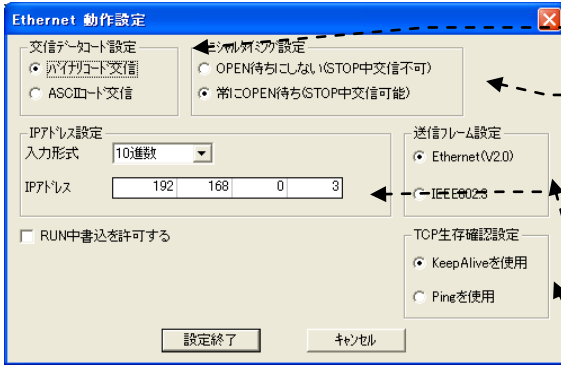 Ethernet 動作設定
交信データコード設定
バイナリコード交信
ASCIIコード交信
イニシャルタイミング設定
OPEN待ちにしない(STOP中交信不可)
常にOPEN待ち(STOP中交信可能)
IPアドレス設定
入力形式 10進数
IPアドレス 192 168 0 3
送信フレーム設定
Ethernet(V2.0)
IEEE802.3
RUN中書込を許可する
TCP生存確認設定
KeepAliveを使用
Pingを使用
設定終了 キャンセル